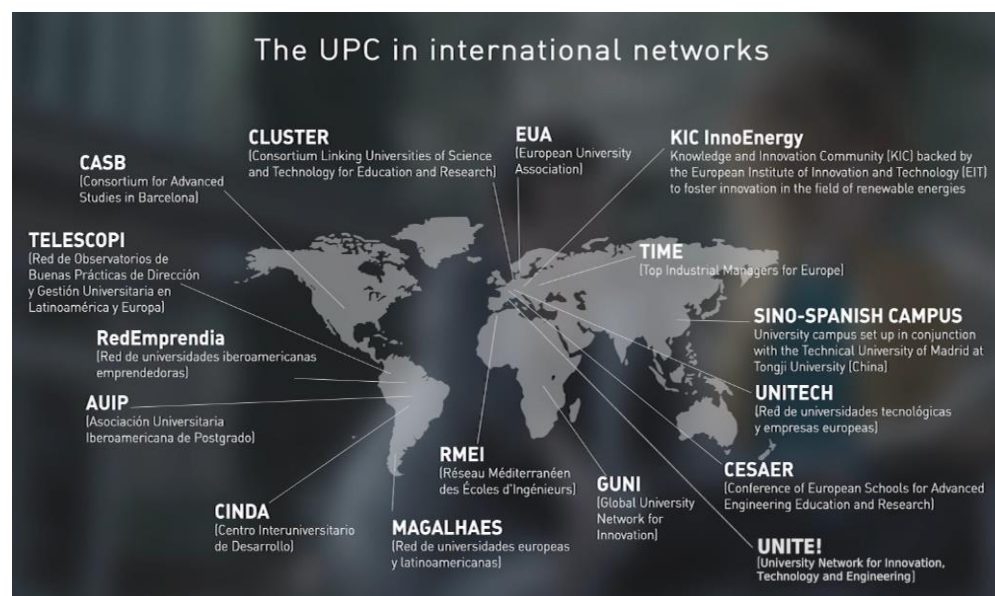 The UPC in international networks
CASB
(Consortium for Advanced
Studies in Barcelona)
CLUSTER
(Consortium Linking Universities of Science
and Technology for Education and Research)
EUA
(European University
Association)
KIC InnoEnergy
Knowledge and Innovation Community (KIC) backed by
the European Institute of Innovation and Technology (EIT)
to foster innovation in the field of renewable energies
TELESCOPI
(Red de Observatorios de
Buenas Prácticas de Dirección
y Gestión Universitaria en
Latinoamérica y Europa)
TIME
(Top Industrial Managers for Europe)
SINO-SPANISH CAMPUS
University campus set up in conjunction
with the Technical University of Madrid at
Tongji University (China)
RedEmprendia
(Red de universidades iberoamericanas
emprendedoras)
UNITECH
(Red de universidades tecnológicas
y empresas europeas)
AUIP
(Asociación Universitaria
Iberoamericana de Postgrado)
RMEI
(Réseau Méditerranéen
des Écoles d'Ingénieurs)
GUNI
(Global University
Network for
Innovation)
CESAER
(Conference of European Schools for Advanced
Engineering Education and Research)
CINDA
(Centro Interuniversitario
de Desarrollo)
MAGALHAES
(Red de universidades europeas
y latinoamericanas)
UNITE!
(University Network for Innovation,
Technology and Engineering)